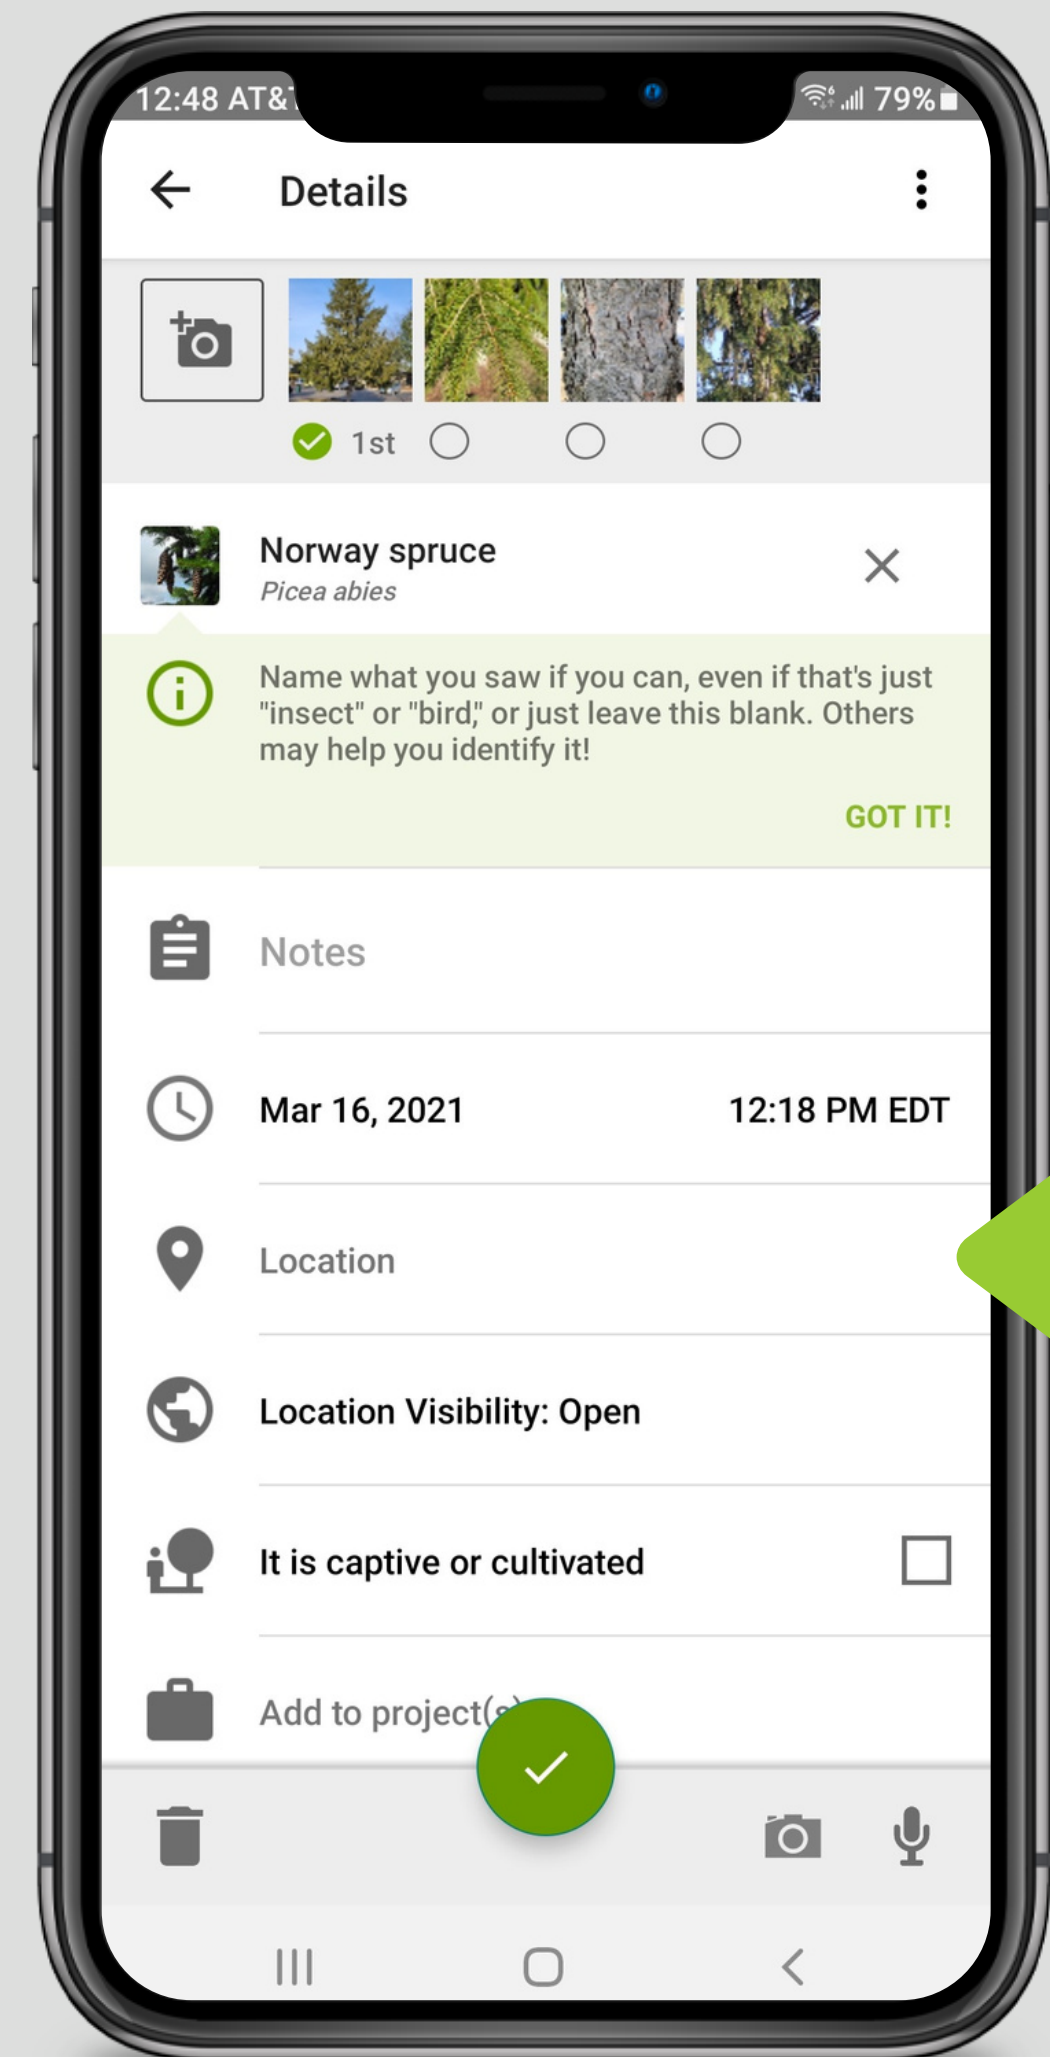 12:48 AT&T
79%
Details
1st
Norway spruce
Picea abies
Name what you saw if you can, even if that's just
"insect" or "bird," or just leave this blank. Others
may help you identify it!
GOT IT!
Notes
Mar 16, 2021 12:18 PM EDT
Location
Location Visibility: Open
It is captive or cultivated
Add to project(s)